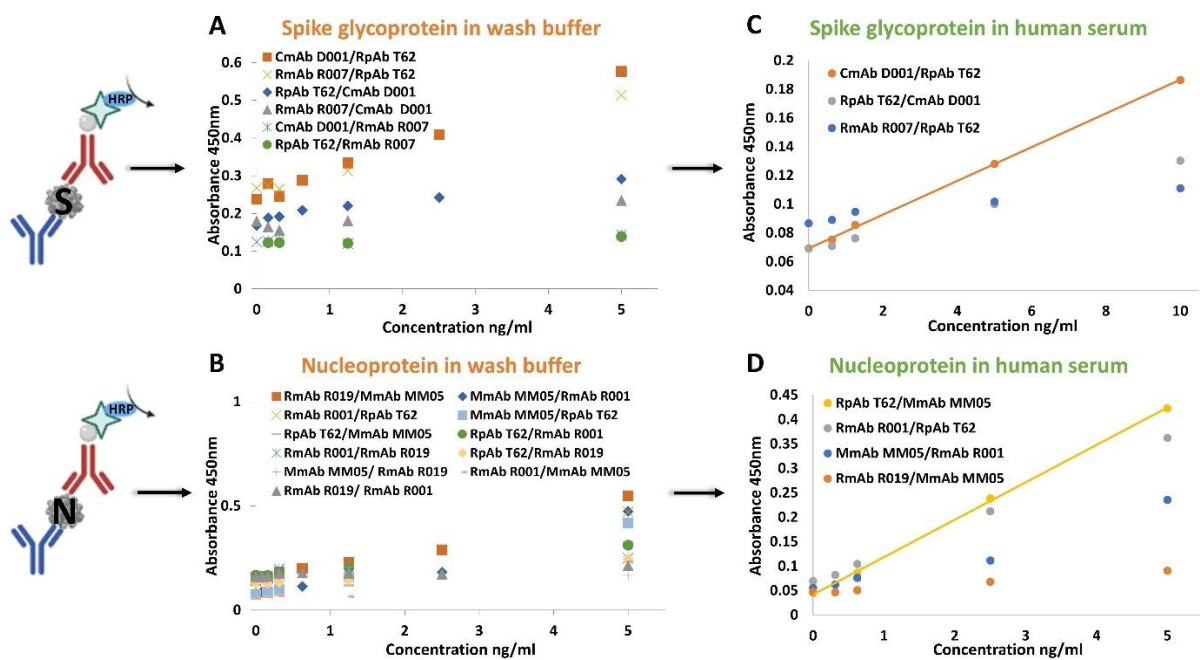 A
Spike glycoprotein in wash buffer
0.6
0.5
0.4
0.3
0.2
0.1
0
Absorbance 450nm
CmAb D001/RpAb T62
RmAb R007/RpAb T62
RpAb T62/CmAb D001
RmAb R007/CmAb D001
CmAb D001/RmAb R007
RpAb T62/RmAb R007
0 1 2 3 4 5
Concentration ng/ml
HRP
S
C
Spike glycoprotein in human serum
0.2
0.18
0.16
0.14
0.12
0.1
0.08
0.06
0.04
Absorbance 450nm
CmAb D001/RpAb T62
RpAb T62/CmAb D001
RmAb R007/RpAb T62
0 2 4 6 8 10
Concentration ng/ml
B
Nucleoprotein in wash buffer
1
0.5
0
Absorbance 450nm
RmAb R019/MmAb MM05 MmAb MM05/RmAb R001
RmAb R001/RpAb T62 MmAb MM05/RpAb T62
RpAb T62/MmAb MM05 RpAb T62/RmAb R001
RmAb R001/RmAb R019 RpAb T62/RmAb R019
MmAb MM05/ RmAb R019 RmAb R001/MmAb MM05
RmAb R019/ RmAb R001
0 1 2 3 4 5
Concentration ng/ml
HRP
N
D
Nucleoprotein in human serum
0.45
0.4
0.35
0.3
0.25
0.2
0.15
0.1
0.05
0
Absorbance 450nm
RpAb T62/MmAb MM05
RmAb R001/RpAb T62
MmAb MM05/RmAb R001
RmAb R019/MmAb MM05
0 1 2 3 4 5
Concentration ng/ml